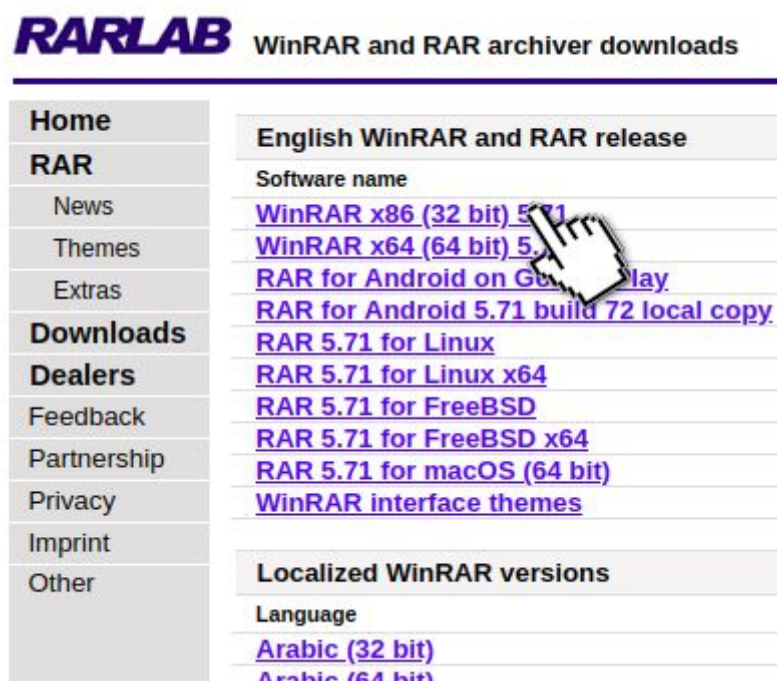 RARLAB WinRAR and RAR archiver downloads
Home
RAR
News
Themes
Extras
Downloads
Dealers
Feedback
Partnership
Privacy
Imprint
Other
English WinRAR and RAR release
Software name
WinRAR x86 (32 bit)
WinRAR x64 (64 bit)
RAR for Android on
RAR for Android 5.71 build 72 local copy
RAR 5.71 for Linux
RAR 5.71 for Linux x64
RAR 5.71 for FreeBSD
RAR 5.71 for FreeBSD x64
RAR 5.71 for macOS (64 bit)
WinRAR interface themes
Localized WinRAR versions
Language
Arabic (32 bit)
Arabic (64 bit)